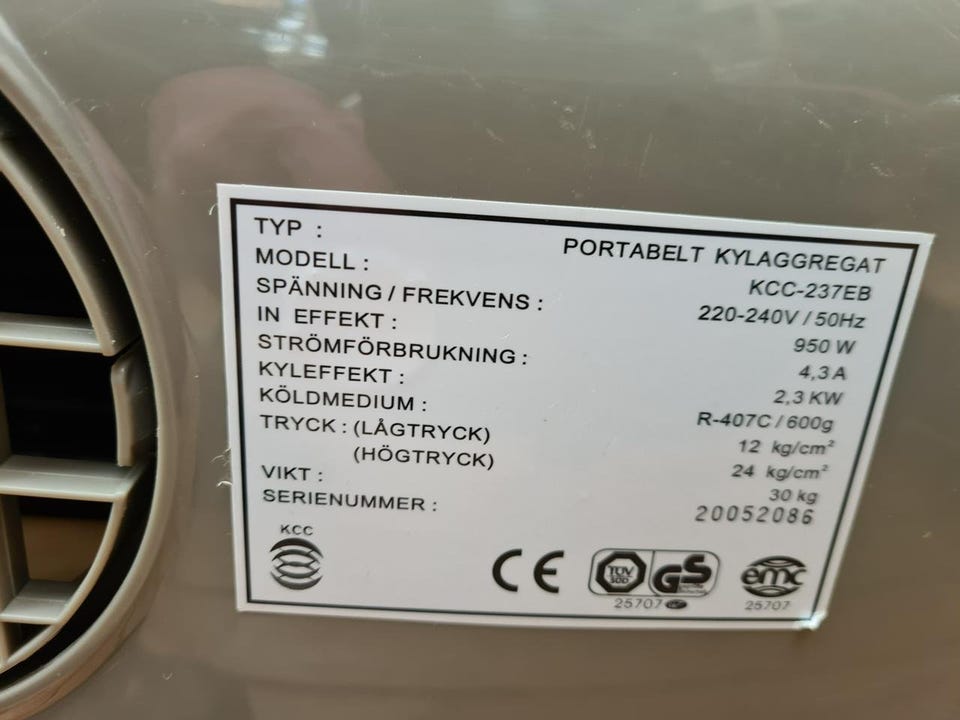 TYP : PORTABELT KYLAGGREGAT
MODELL : KCC-237EB
SPÄNNING / FREKVENS : 220-240V / 50Hz
IN EFFEKT : 950 W
STRÖMFÖRBRUKNING : 4,3 A
KYLEFFEKT : 2,3 KW
KÖLDMEDIUM : R-407C / 600g
TRYCK : (LÅGTRYCK) 12 kg/cm²
(HÖGTRYCK) 24 kg/cm²
VIKT : 30 kg
SERIENUMMER : 20052086
KCC
CE TÜV SÜD GS emc
25707 25707